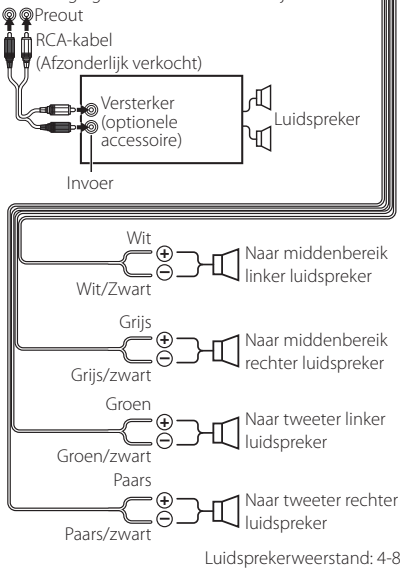 Preout
RCA-kabel
(Afzonderlijk verkocht)
Versterker
(optionele
accessoire)
Luidspreker
Invoer
Wit
Wit/Zwart
Naar middenbereik
linker luidspreker
Grijs
Grijs/zwart
Naar middenbereik
rechter luidspreker
Groen
Groen/zwart
Naar tweeter linker
luidspreker
Paars
Paars/zwart
Naar tweeter rechter
luidspreker
Luidsprekerweerstand: 4-8